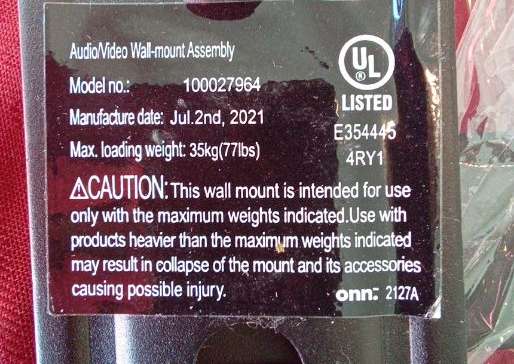 Audio/Video Wall-mount Assembly
Model no.: 100027964
Manufacture date: Jul.2nd, 2021
Max. loading weight: 35kg(77lbs)
UL
LISTED
E354445
4RY1
⚠CAUTION: This wall mount is intended for use
only with the maximum weights indicated.Use with
products heavier than the maximum weights indicated
may result in collapse of the mount and its accessories
causing possible injury.
onn: 2127A